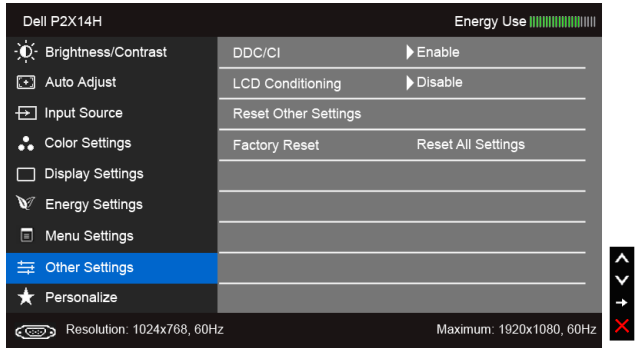 Dell P2X14H Energy Use
Brightness/Contrast DDC/CI Enable
Auto Adjust LCD Conditioning Disable
Input Source Reset Other Settings
Color Settings Factory Reset Reset All Settings
Display Settings
Energy Settings
Menu Settings
Other Settings
Personalize
Resolution: 1024x768, 60Hz Maximum: 1920x1080, 60Hz